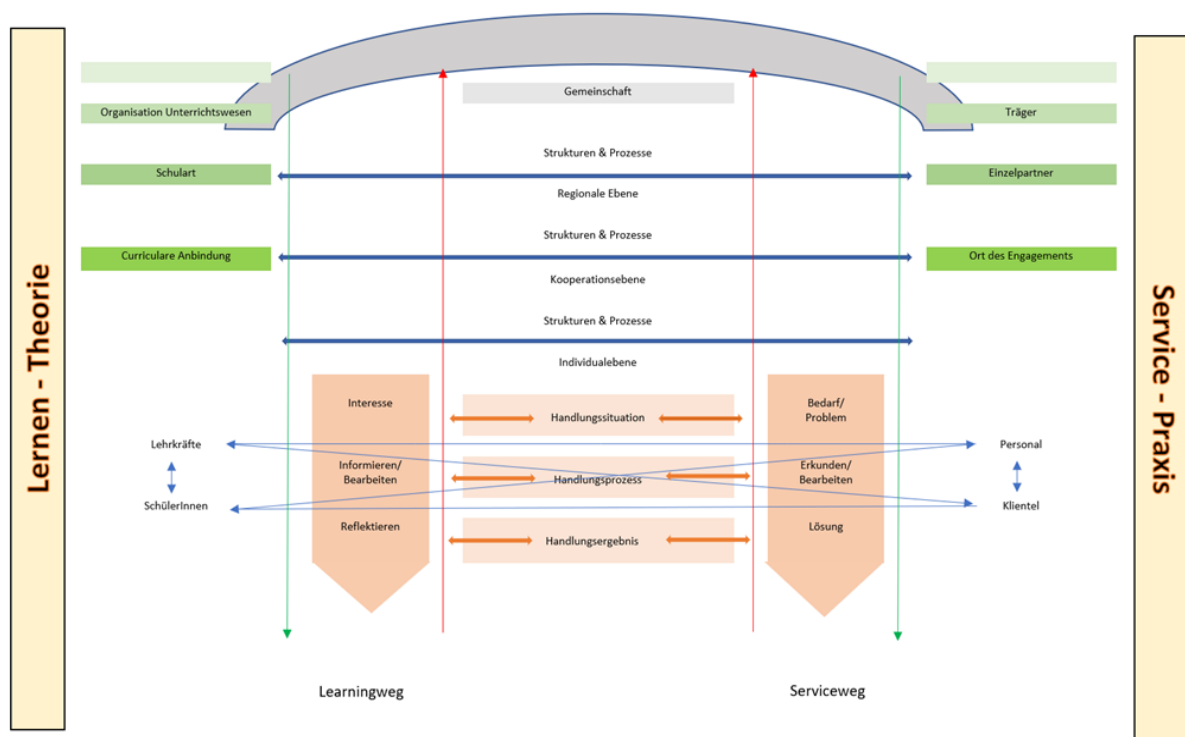 Lernen - Theorie
Service - Praxis
Gemeinschaft
Organisation Unterrichtswesen
Träger
Strukturen & Prozesse
Schulart
Einzelpartner
Regionale Ebene
Strukturen & Prozesse
Curriculare Anbindung
Ort des Engagements
Kooperationsebene
Strukturen & Prozesse
Individualebene
Interesse
Handlungssituation
Bedarf/
Problem
Lehrkräfte
Personal
Informieren/
Bearbeiten
Handlungsprozess
Erkunden/
Bearbeiten
SchülerInnen
Klientel
Reflektieren
Handlungsergebnis
Lösung
Learningweg
Serviceweg